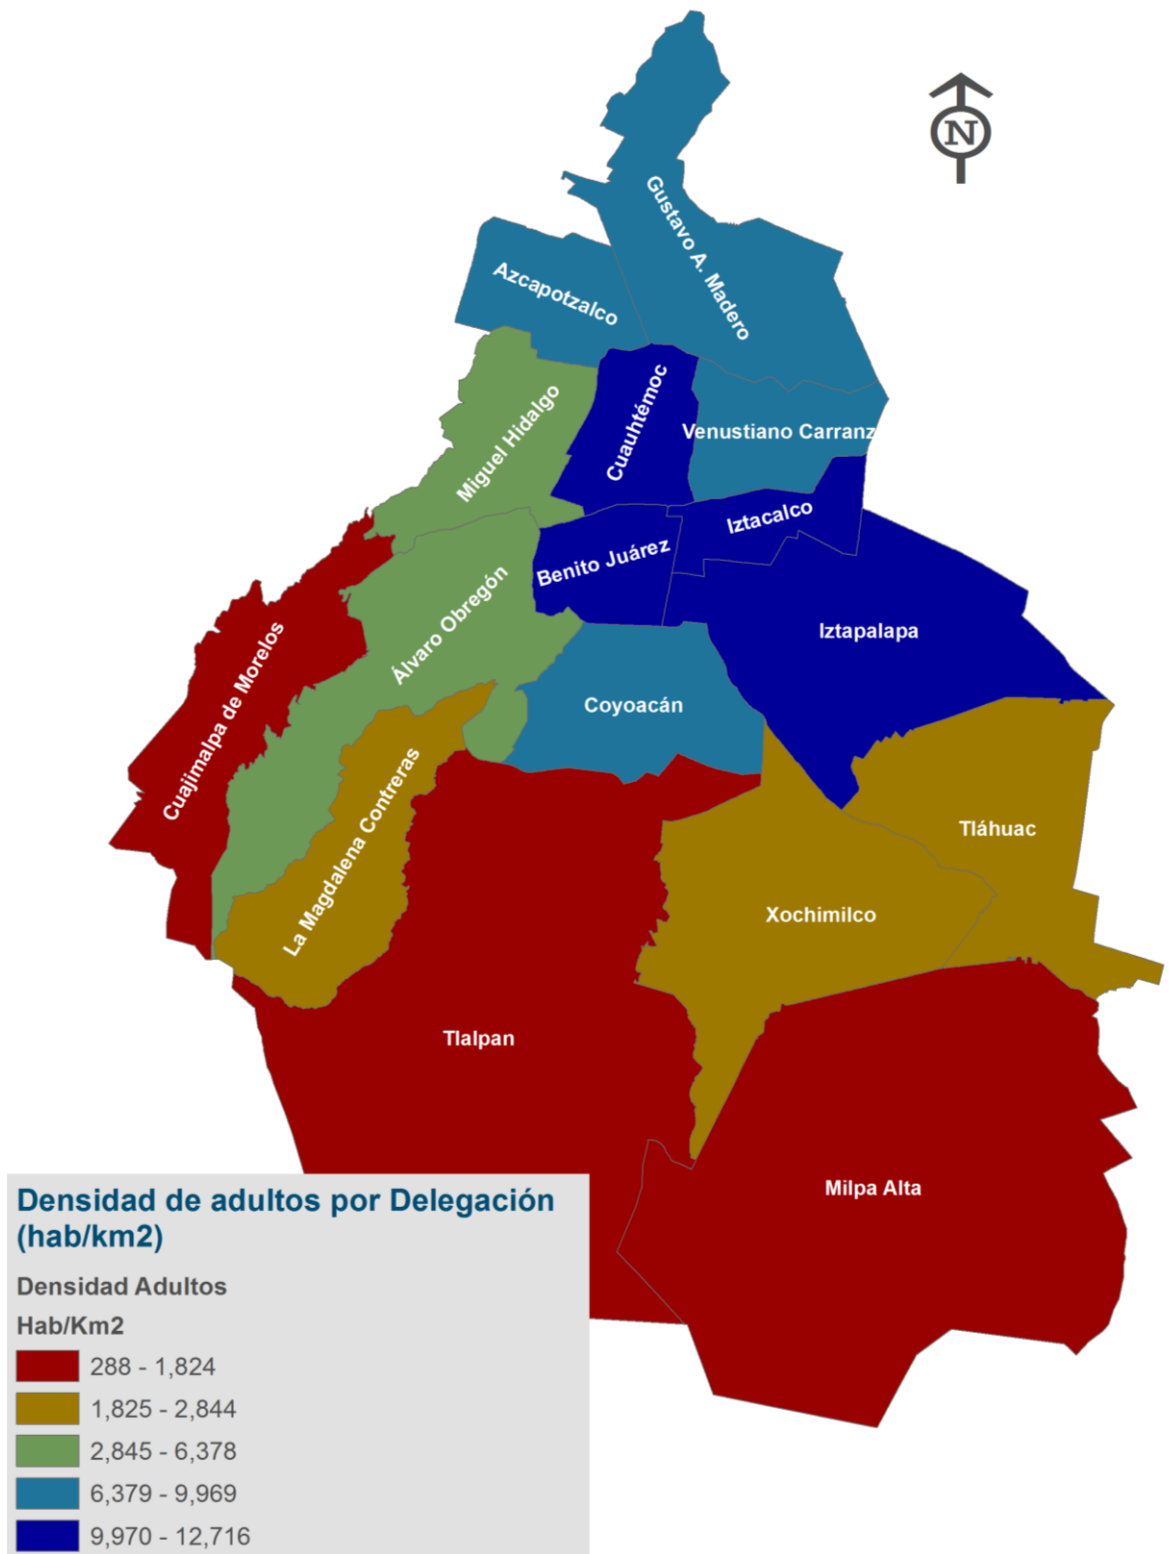 N
Gustavo A. Madero
Azcapotzalco
Miguel Hidalgo
Cuauhtémoc
Venustiano Carranz
Iztacalco
Benito Juárez
Álvaro Obregón
Iztapalapa
Cuajimalpa de Morelos
Coyoacán
La Magdalena Contreras
Tláhuac
Xochimilco
Tlalpan
Milpa Alta
Densidad de adultos por Delegación
(hab/km2)
Densidad Adultos
Hab/Km2
288 - 1,824
1,825 - 2,844
2,845 - 6,378
6,379 - 9,969
9,970 - 12,716